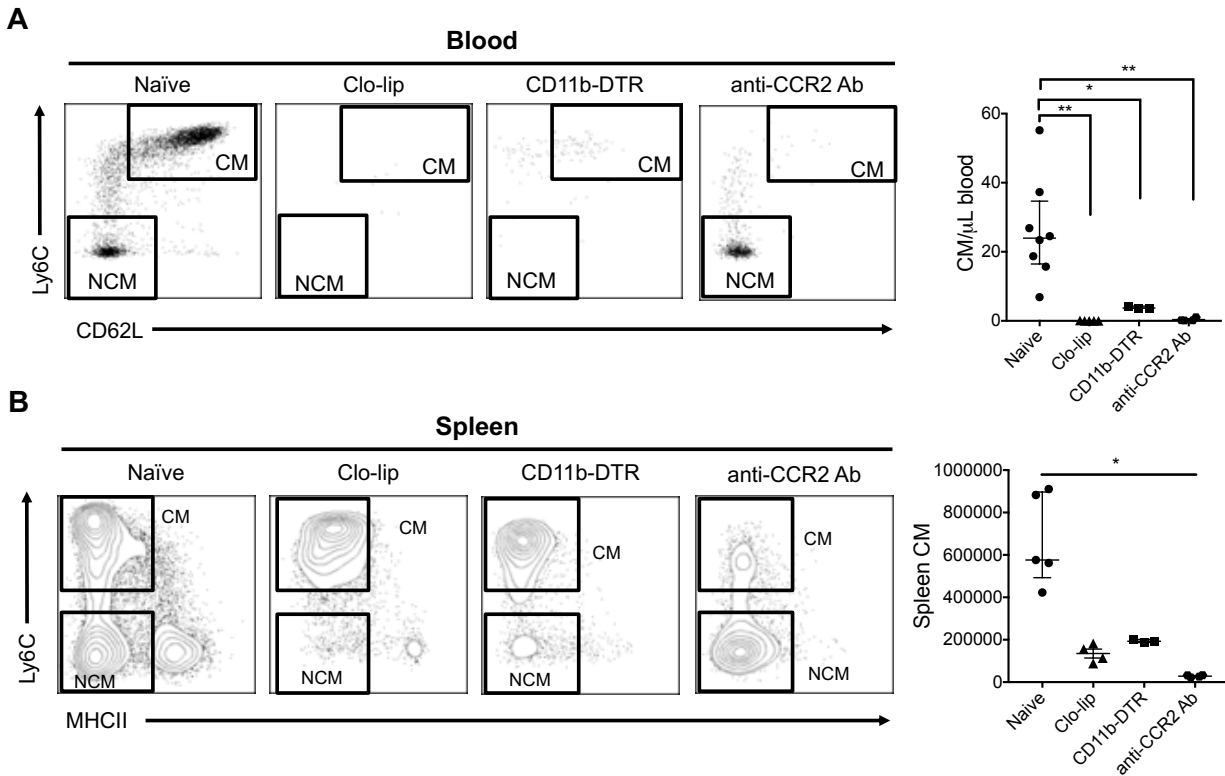 A
Blood
Naïve Clo-lip CD11b-DTR anti-CCR2 Ab
CM CM CM CM
NCM NCM NCM NCM
Ly6C
CD62L
** 
* 
**
CM/μL blood
60
40
20
0
Naive Clo-lip CD11b-DTR anti-CCR2 Ab
B
Spleen
Naïve Clo-lip CD11b-DTR anti-CCR2 Ab
CM CM CM CM
NCM NCM NCM NCM
Ly6C
MHCII
*
Spleen CM
1000000
800000
600000
400000
200000
0
Naive Clo-lip CD11b-DTR anti-CCR2 Ab